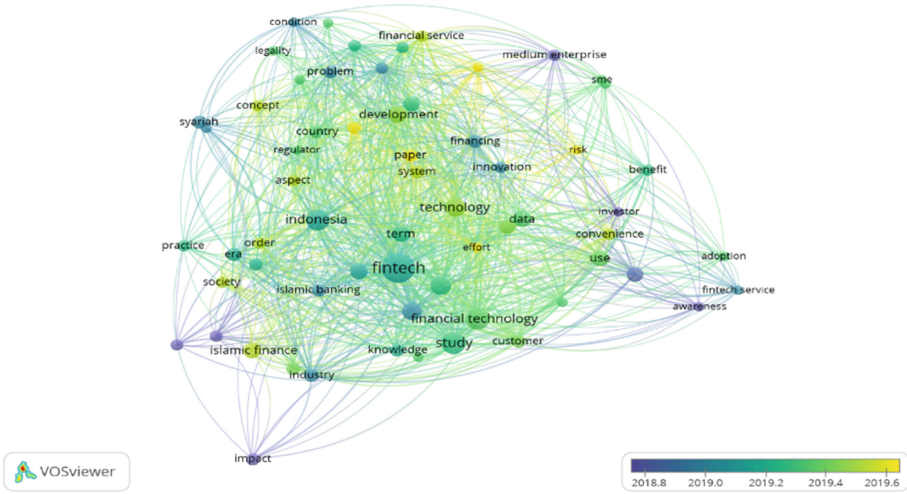 condition
financial service
legality
medium enterprise
problem
sme
concept
development
syariah
country
financing
regulator
paper
risk
system
innovation
benefit
aspect
technology
investor
indonesia
data
term
convenience
practice
order
effort
era
use
adoption
fintech
society
islamic banking
fintech service
awareness
financial technology
islamic finance
knowledge
study
customer
industry
impact
VOSviewer
2018.8 2019.0 2019.2 2019.4 2019.6